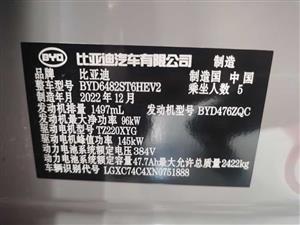 BYD 比亚迪汽车有限公司 制造
品牌 比亚迪 制造国 中国
整车型号 BYD6482ST6HEV2 乘坐人数 5
制造年月 2022年12月
发动机排量 1497mL 发动机型号 BYD476ZQC
发动机最大净功率 96kW
驱动电机型号 TZ220XYG
驱动电机峰值功率 145kW
动力电池系统额定电压 384V
动力电池系统额定容量 47.7Ah 最大允许总质量 2422kg
车辆识别代号 LGXC74C4XN0751888